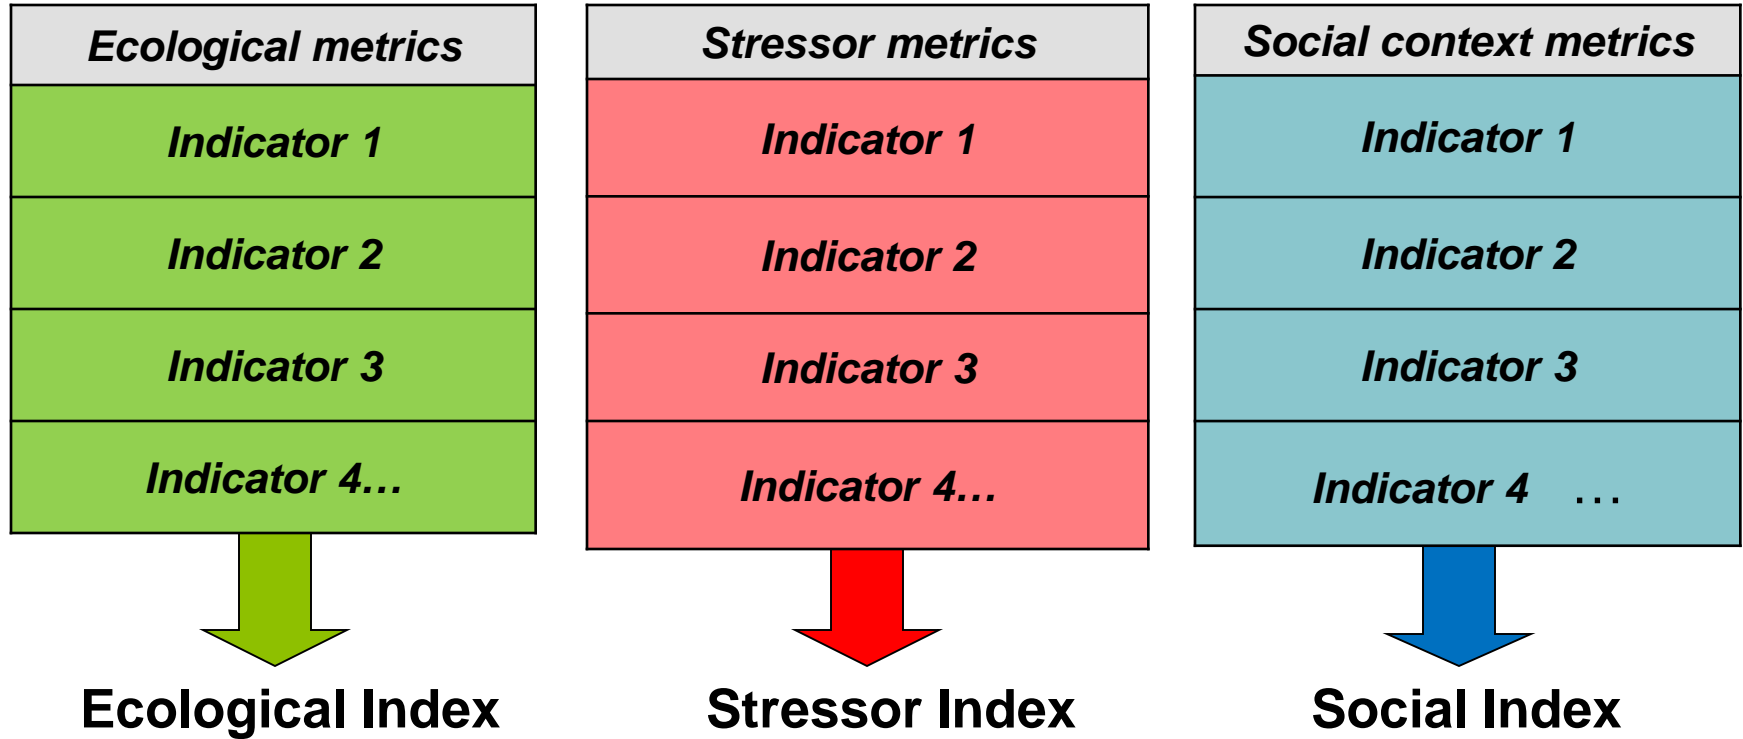 Ecological metrics
Indicator 1
Indicator 2
Indicator 3
Indicator 4...
Ecological Index
Stressor metrics
Indicator 1
Indicator 2
Indicator 3
Indicator 4...
Stressor Index
Social context metrics
Indicator 1
Indicator 2
Indicator 3
Indicator 4 ...
Social Index